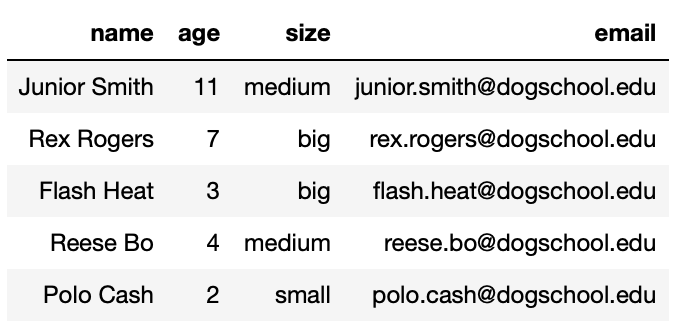 name age size email
Junior Smith 11 medium junior.smith@dogschool.edu
Rex Rogers 7 big rex.rogers@dogschool.edu
Flash Heat 3 big flash.heat@dogschool.edu
Reese Bo 4 medium reese.bo@dogschool.edu
Polo Cash 2 small polo.cash@dogschool.edu